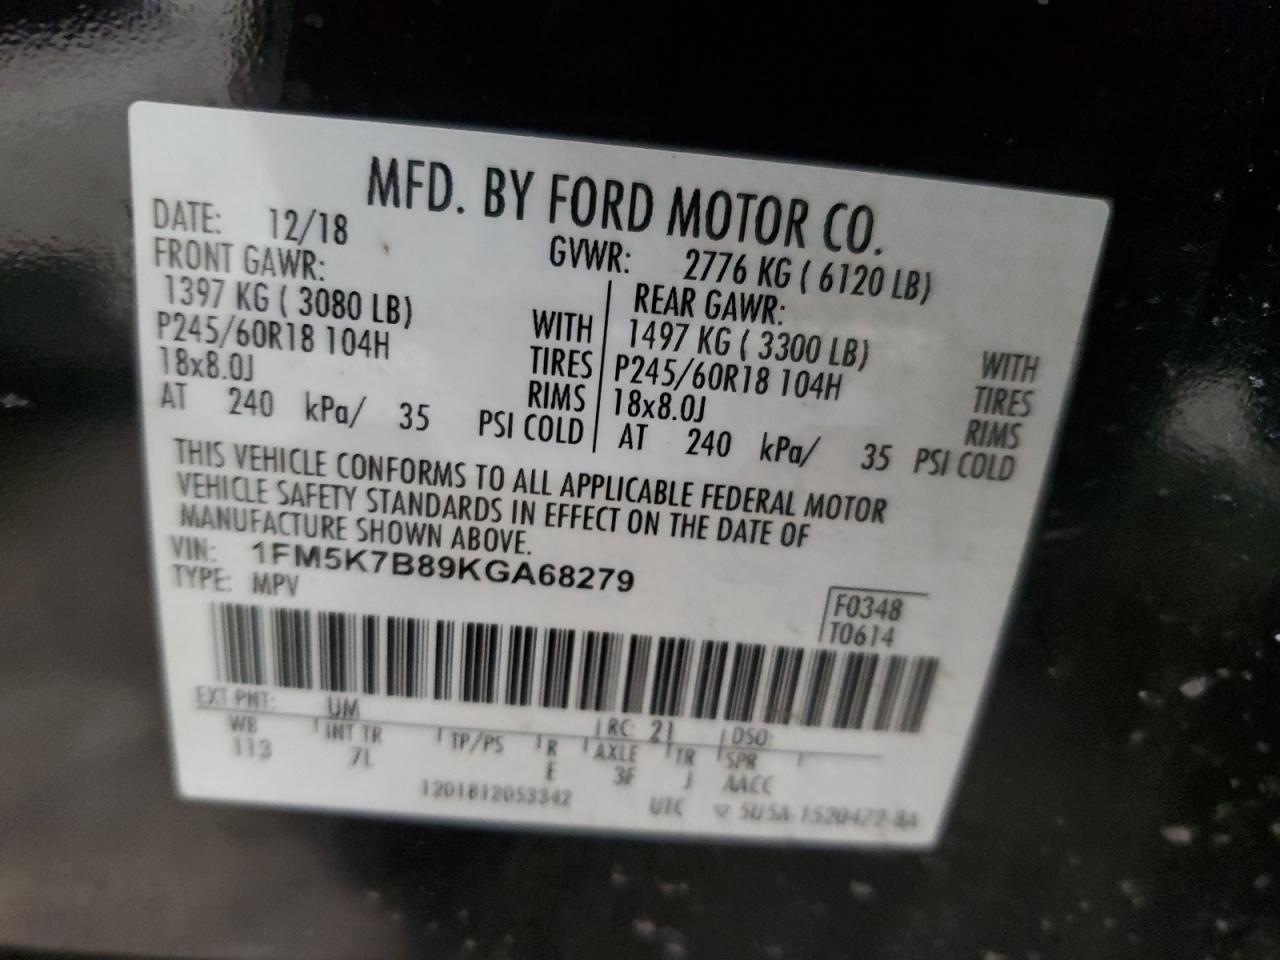 MFD. BY FORD MOTOR CO.
DATE: 12/18 GVWR: 2776 KG ( 6120 LB)
FRONT GAWR: REAR GAWR:
1397 KG ( 3080 LB) WITH 1497 KG ( 3300 LB) WITH
P245/60R18 104H TIRES P245/60R18 104H TIRES
18x8.0J RIMS 18x8.0J RIMS
AT 240 kPa/ 35 PSI COLD AT 240 kPa/ 35 PSI COLD
THIS VEHICLE CONFORMS TO ALL APPLICABLE FEDERAL MOTOR
VEHICLE SAFETY STANDARDS IN EFFECT ON THE DATE OF
MANUFACTURE SHOWN ABOVE.
VIN: 1FM5K7B89KGA68279
TYPE: MPV
F0348
T0614
EXT PNT: UM RC: 21 DSO:
WB INT TR TP/PS R AXLE TR SPR
113 7L E 3F J AACC
1201812053342 UTC ▽ 5U5A-1520472-BA